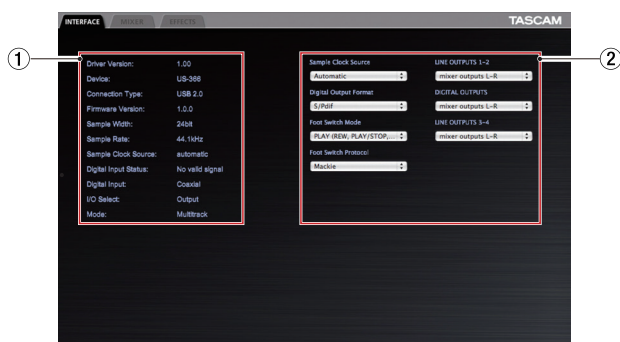 INTERFACE MIXER EFFECTS TASCAM
1
2
Driver Version: 1.00
Device: US-366
Connection Type: USB 2.0
Firmware Version: 1.0.0
Sample Width: 24bit
Sample Rate: 44.1kHz
Sample Clock Source: automatic
Digital Input Status: No valid signal
Digital Input: Coaxial
I/O Select: Output
Mode: Multitrack
Sample Clock Source
Automatic
Digital Output Format
S/Pdif
Foot Switch Mode
PLAY (REW, PLAY/STOP,...
Foot Switch Protocol
Mackie
LINE OUTPUTS 1-2
mixer outputs L-R
DIGITAL OUTPUTS
mixer outputs L-R
LINE OUTPUTS 3-4
mixer outputs L-R